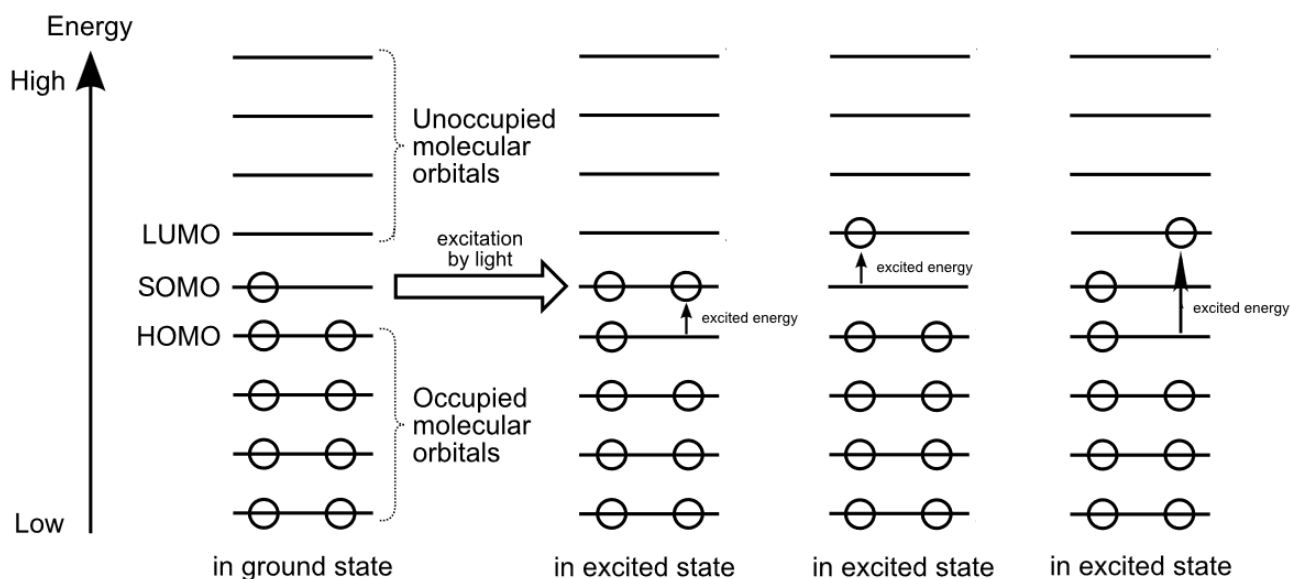 Energy
High
Low
LUMO
SOMO
HOMO
Unoccupied
molecular
orbitals
Occupied
molecular
orbitals
in ground state
excitation
by light
excited energy
in excited state
excited energy
in excited state
excited energy
in excited state